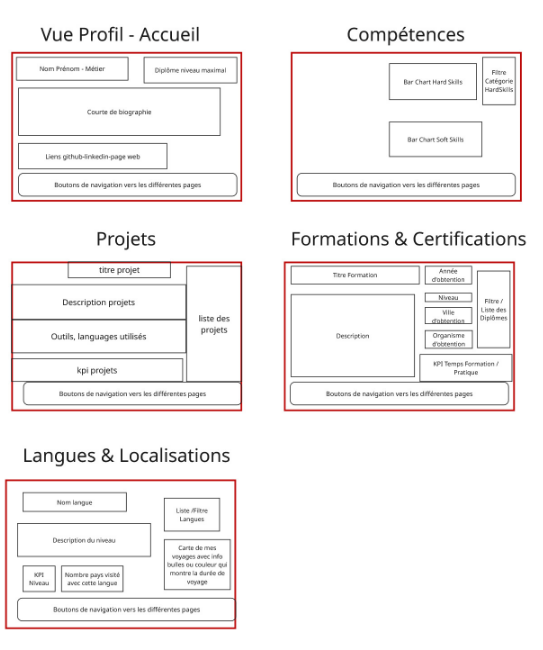 Vue Profil - Accueil
Nom Prénom - Métier
Diplôme niveau maximal
Courte de biographie
Liens github-linkedin-page web
Boutons de navigation vers les différentes pages
Compétences
Bar Chart Hard Skills
Filtre
Catégorie
HardSkills
Bar Chart Soft Skills
Boutons de navigation vers les différentes pages
Projets
titre projet
Description projets
liste des
projets
Outils, languages utilisés
kpi projets
Boutons de navigation vers les différentes pages
Formations & Certifications
Titre Formation
Année
d'obtention
Niveau
Ville
d'obtention
Organisme
d'obtention
Filtre /
Liste des
Diplômes
Description
KPI Temps Formation /
Pratique
Boutons de navigation vers les différentes pages
Langues & Localisations
Nom langue
Liste /Filtre
Langues
Description du niveau
Carte de mes
voyages avec info
bulles ou couleur qui
montre la durée de
voyage
KPI
Niveau
Nombre pays visité
avec cette langue
Boutons de navigation vers les différentes pages